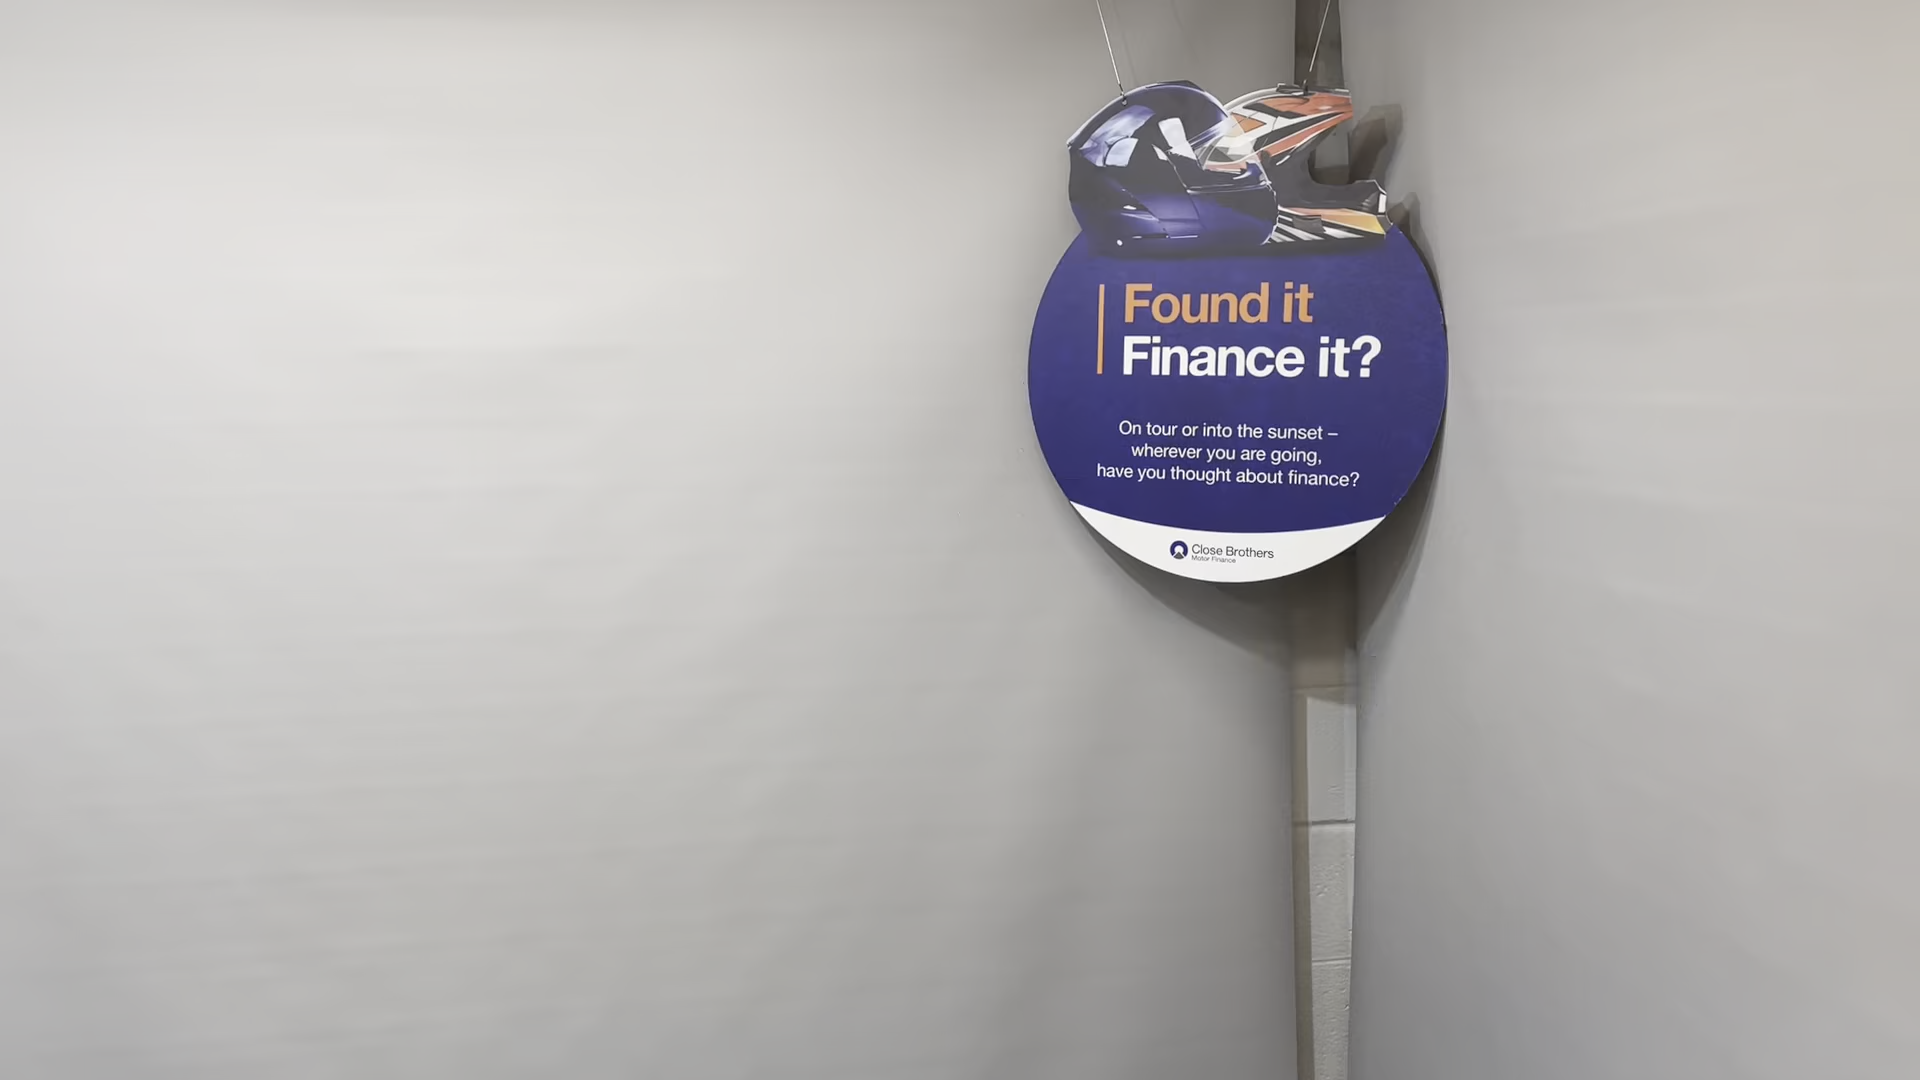 Found it
Finance it?
On tour or into the sunset –
wherever you are going,
have you thought about finance?
Close Brothers
Motor Finance